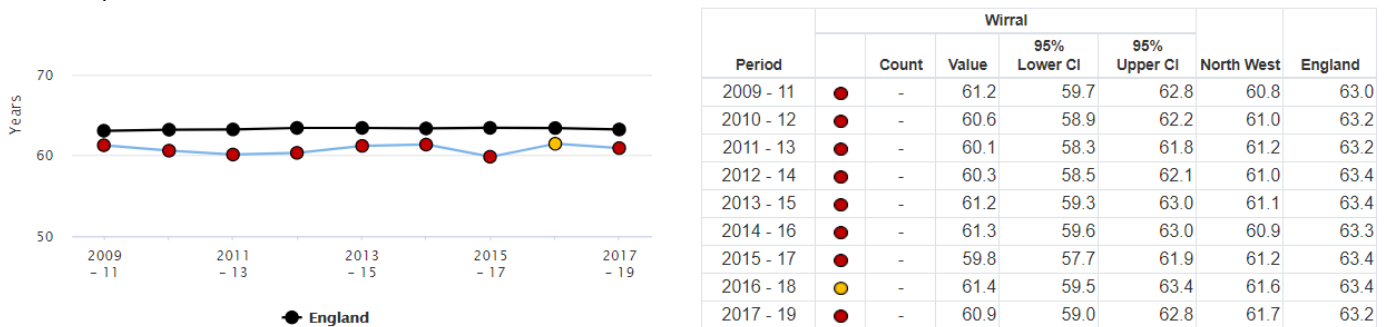 70
Years
60
50
2009
- 11
2011
- 13
2013
- 15
2015
- 17
2017
- 19
England
Wirral
Period Count Value 95% Lower CI 95% Upper CI North West England
2009 - 11 - 61.2 59.7 62.8 60.8 63.0
2010 - 12 - 60.6 58.9 62.2 61.0 63.2
2011 - 13 - 60.1 58.3 61.8 61.2 63.2
2012 - 14 - 60.3 58.5 62.1 61.0 63.4
2013 - 15 - 61.2 59.3 63.0 61.1 63.4
2014 - 16 - 61.3 59.6 63.0 60.9 63.3
2015 - 17 - 59.8 57.7 61.9 61.2 63.4
2016 - 18 - 61.4 59.5 63.4 61.6 63.4
2017 - 19 - 60.9 59.0 62.8 61.7 63.2